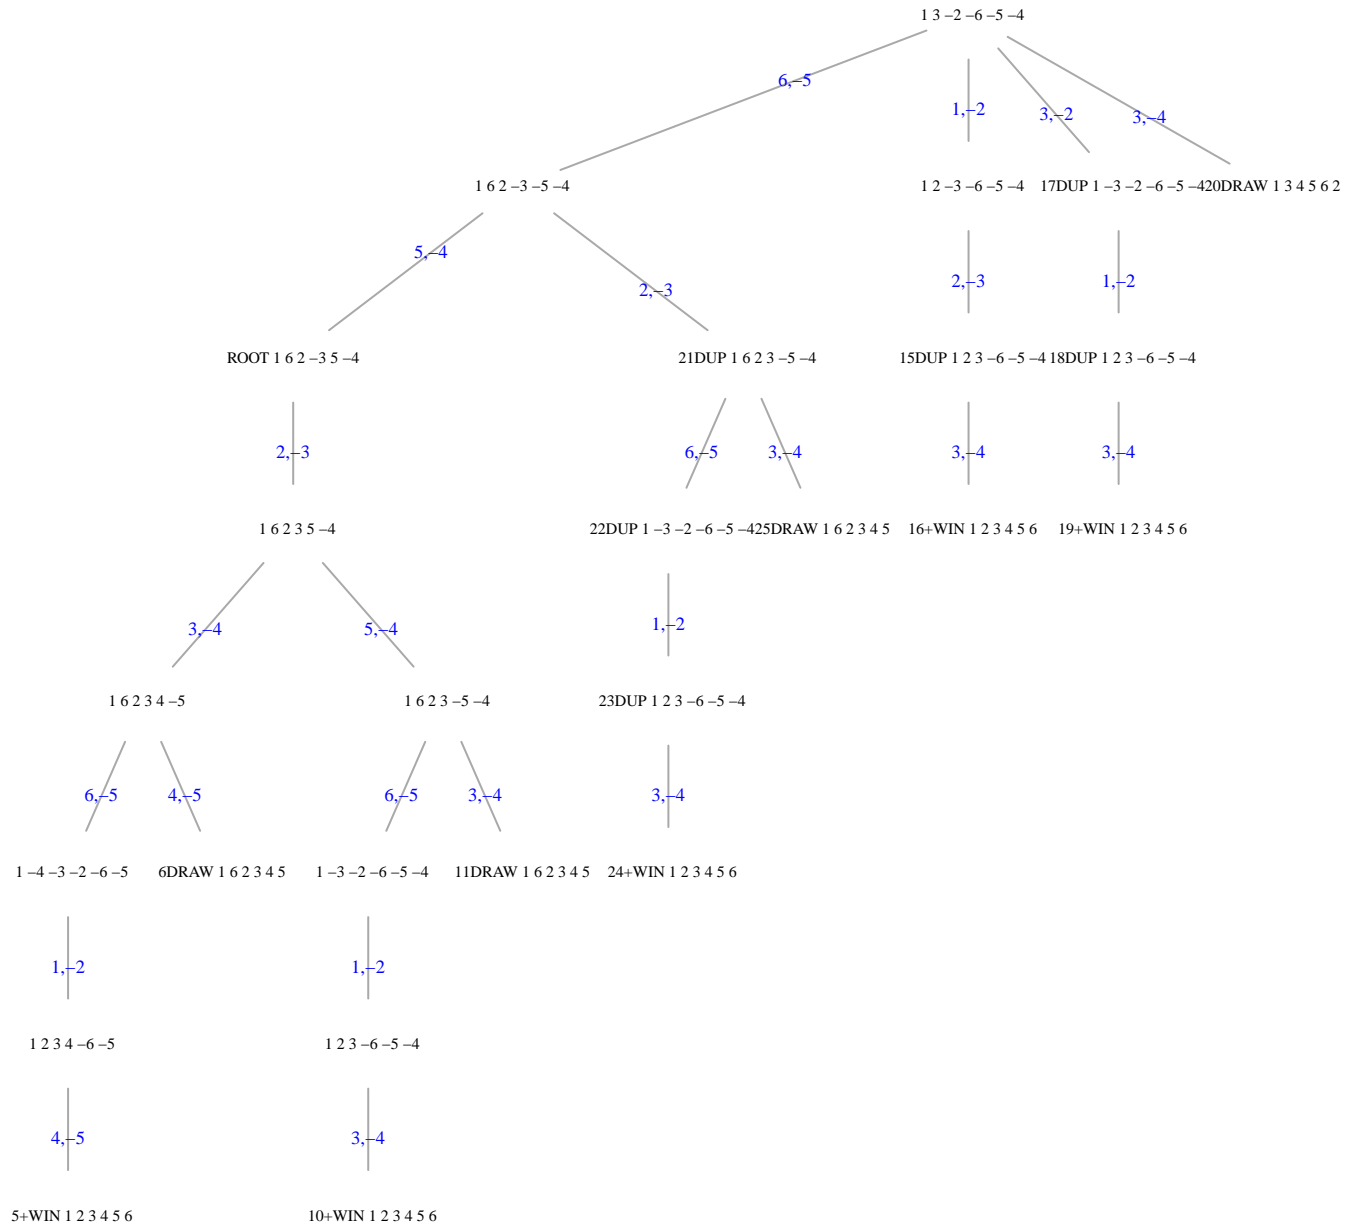 1 3 −2 −6 −5 −4
6,−5
1,−2
3,−2
3,−4
1 6 2 −3 −5 −4
1 2 −3 −6 −5 −4
17DUP 1 −3 −2 −6 −5 −4
20DRAW 1 3 4 5 6 2
5,−4
2,−3
2,−3
1,−2
ROOT 1 6 2 −3 5 −4
21DUP 1 6 2 3 −5 −4
15DUP 1 2 3 −6 −5 −4
18DUP 1 2 3 −6 −5 −4
2,−3
6,−5
3,−4
3,−4
3,−4
1 6 2 3 5 −4
22DUP 1 −3 −2 −6 −5 −4
25DRAW 1 6 2 3 4 5
16+WIN 1 2 3 4 5 6
19+WIN 1 2 3 4 5 6
3,−4
5,−4
1,−2
1 6 2 3 4 −5
1 6 2 3 −5 −4
23DUP 1 2 3 −6 −5 −4
6,−5
4,−5
6,−5
3,−4
3,−4
1 −4 −3 −2 −6 −5
6DRAW 1 6 2 3 4 5
1 −3 −2 −6 −5 −4
11DRAW 1 6 2 3 4 5
24+WIN 1 2 3 4 5 6
1,−2
1,−2
1 2 3 4 −6 −5
1 2 3 −6 −5 −4
4,−5
3,−4
5+WIN 1 2 3 4 5 6
10+WIN 1 2 3 4 5 6